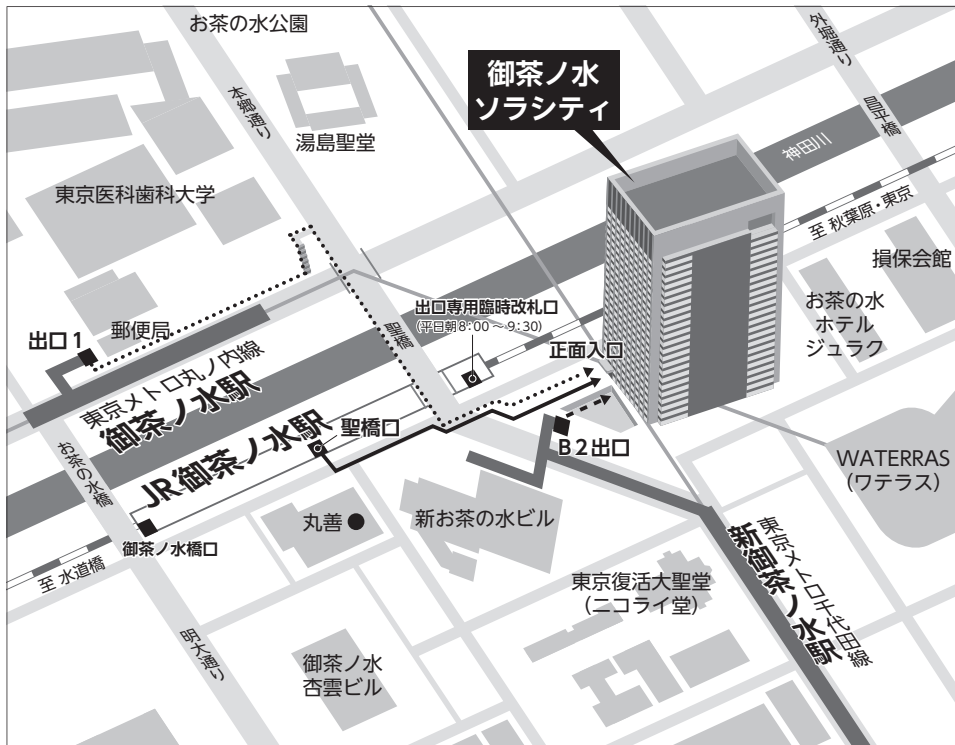 お茶の水公園
外堀通り
昌平橋
本郷通り
湯島聖堂
御茶ノ水
ソラシティ
神田川
東京医科歯科大学
至 秋葉原・東京
損保会館
お茶の水
ホテル
ジュラク
出口専用臨時改札口
(平日朝8:00〜9:30)
聖橋
正面入口
出口1
郵便局
東京メトロ丸ノ内線
御茶ノ水駅
聖橋口
B2出口
JR御茶ノ水駅
お茶の水橋
WATERRAS
(ワテラス)
丸善
新お茶の水ビル
御茶ノ水橋口
至 水道橋
東京メトロ千代田線
新御茶ノ水駅
東京復活大聖堂
(ニコライ堂)
明大通り
御茶ノ水
杏雲ビル